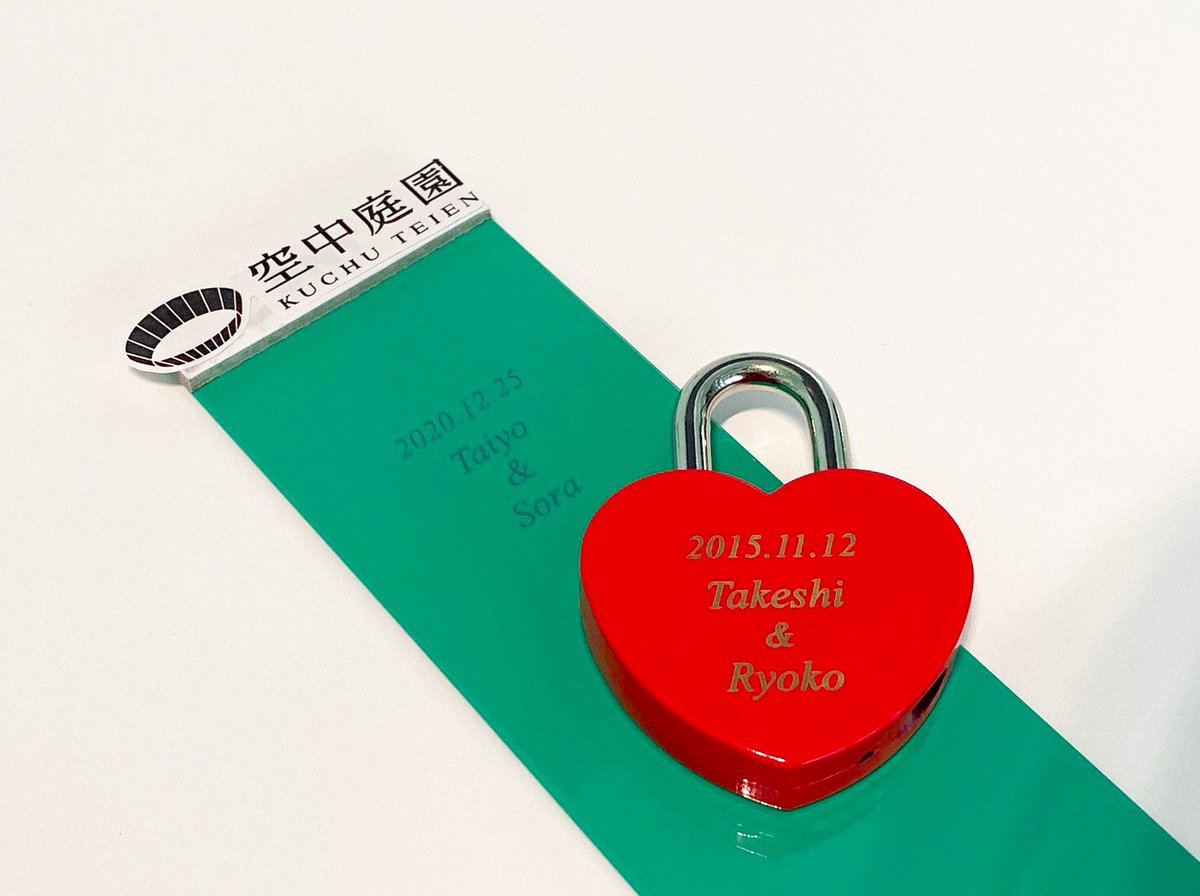 空中庭園
KUCHU TEIEN
2020.12.25
Taiyo
&
Sora
2015.11.12
Takeshi
&
Ryoko